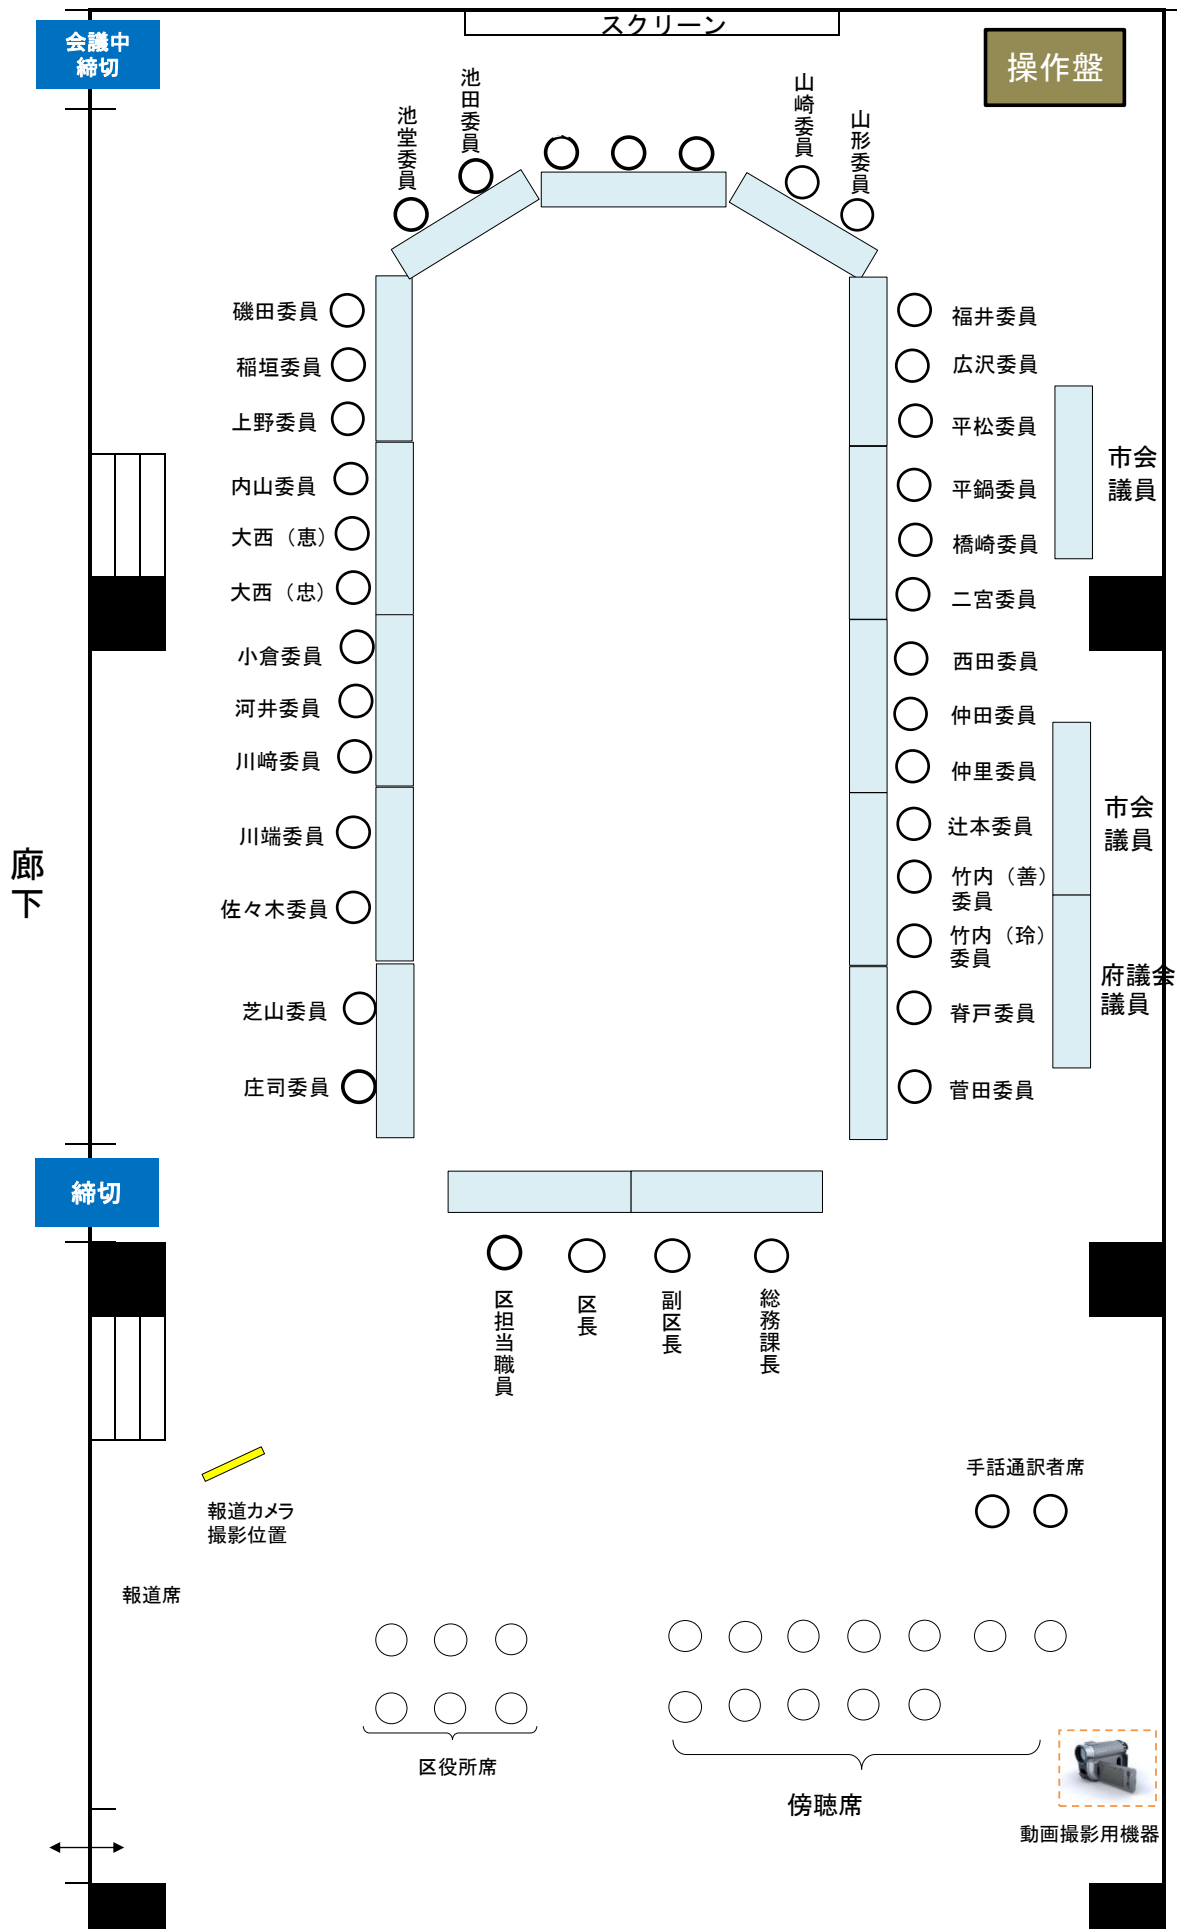 スクリーン
会議中
締切
操作盤
池堂委員
池田委員
山崎委員
山形委員
磯田委員
稲垣委員
上野委員
内山委員
大西（恵）
大西（忠）
小倉委員
河井委員
川﨑委員
川端委員
佐々木委員
芝山委員
庄司委員
福井委員
広沢委員
平松委員
平鍋委員
橋崎委員
二宮委員
西田委員
仲田委員
仲里委員
辻本委員
竹内（善）
委員
竹内（玲）
委員
脊戸委員
菅田委員
市会
議員
市会
議員
府議会
議員
廊下
締切
区担当職員
区長
副区長
総務課長
報道カメラ
撮影位置
手話通訳者席
報道席
区役所席
傍聴席
動画撮影用機器